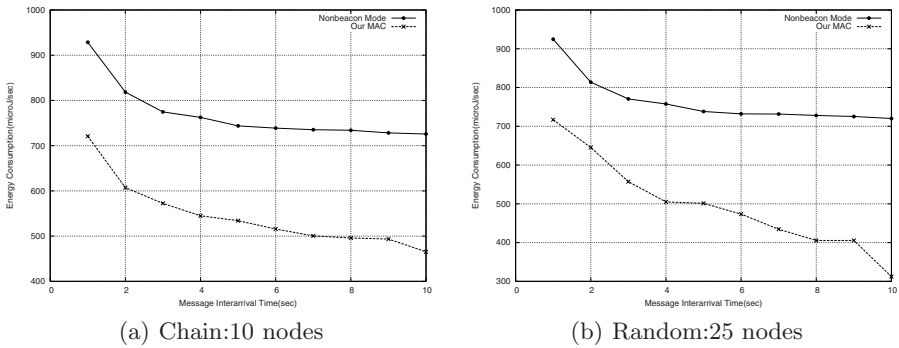 1000
900
800
700
600
500
400
0
2
4
6
8
10
Energy Consumption(microJ/sec)
Message Interarrival Time(sec)
Nonbeacon Mode
Our MAC
(a) Chain:10 nodes
1000
900
800
700
600
500
400
300
0
2
4
6
8
10
Energy Consumption(microJ/sec)
Message Interarrival Time(sec)
Nonbeacon Mode
Our MAC
(b) Random:25 nodes